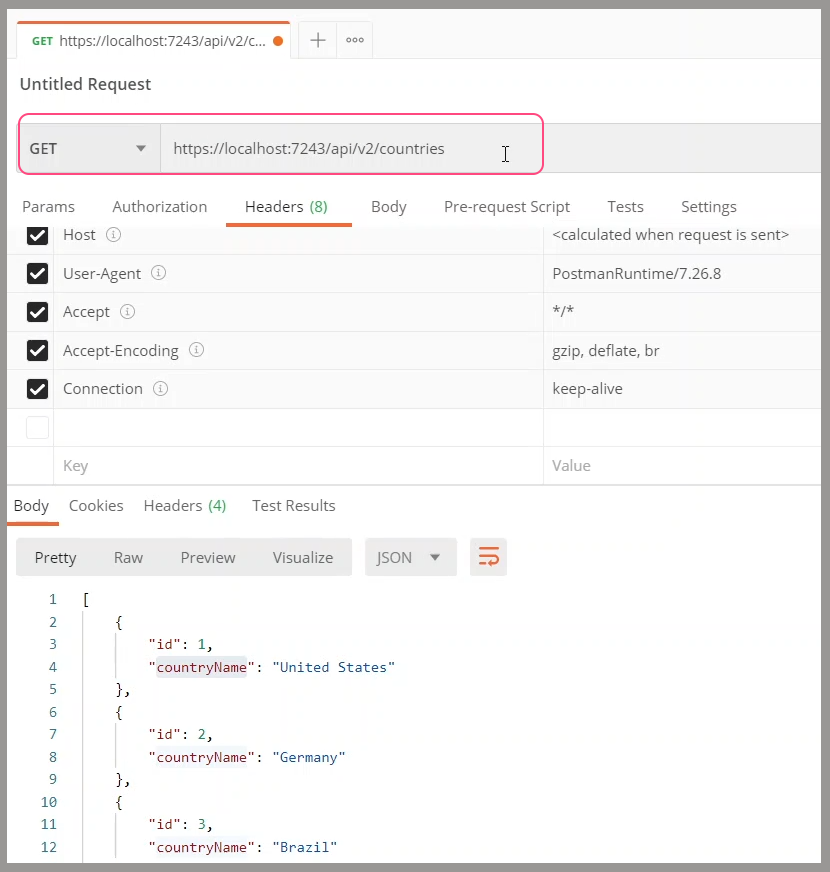 GET https://localhost:7243/api/v2/c...
Untitled Request
GET https://localhost:7243/api/v2/countries
Params Authorization Headers (8) Body Pre-request Script Tests Settings
Host <calculated when request is sent>
User-Agent PostmanRuntime/7.26.8
Accept */*
Accept-Encoding gzip, deflate, br
Connection keep-alive
Key Value
Body Cookies Headers (4) Test Results
Pretty Raw Preview Visualize JSON
1 [
2 {
3 "id": 1,
4 "countryName": "United States"
5 },
6 {
7 "id": 2,
8 "countryName": "Germany"
9 },
10 {
11 "id": 3,
12 "countryName": "Brazil"